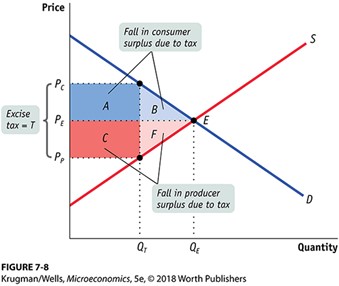 Price
Fall in consumer
surplus due to tax
S
P_C
A
B
Excise
tax = T
P_E
E
C
F
P_P
Fall in producer
surplus due to tax
D
Q_T
Q_E
Quantity
FIGURE 7-8
Krugman/Wells, Microeconomics, 5e, © 2018 Worth Publishers